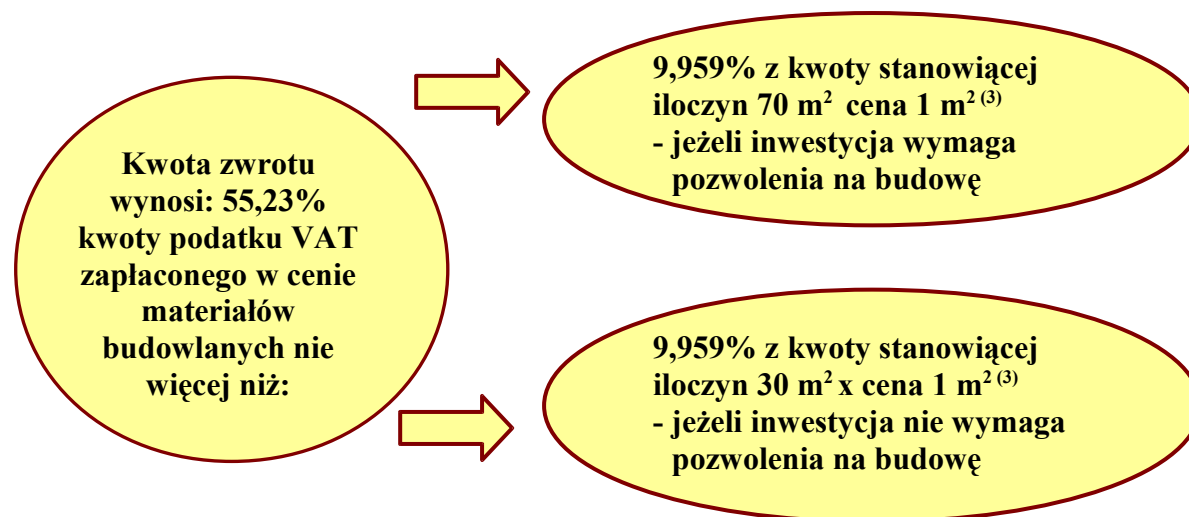 Kwota zwrotu
wynosi: 55,23%
kwoty podatku VAT
zapłaconego w cenie
materiałów
budowlanych nie
więcej niż:
9,959% z kwoty stanowiącej
iloczyn 70 m² cena 1 m² ⁽³⁾
- jeżeli inwestycja wymaga
pozwolenia na budowę
9,959% z kwoty stanowiącej
iloczyn 30 m² x cena 1 m² ⁽³⁾
- jeżeli inwestycja nie wymaga
pozwolenia na budowę